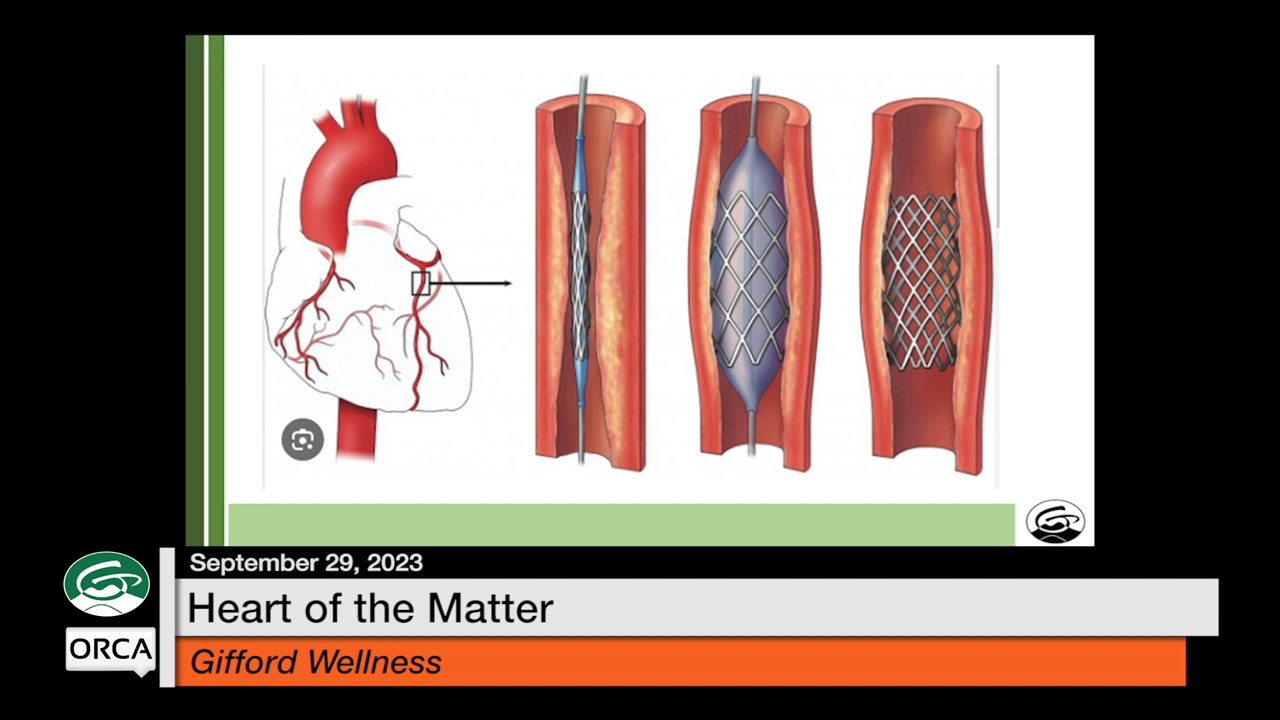 September 29, 2023
Heart of the Matter
ORCA
Gifford Wellness